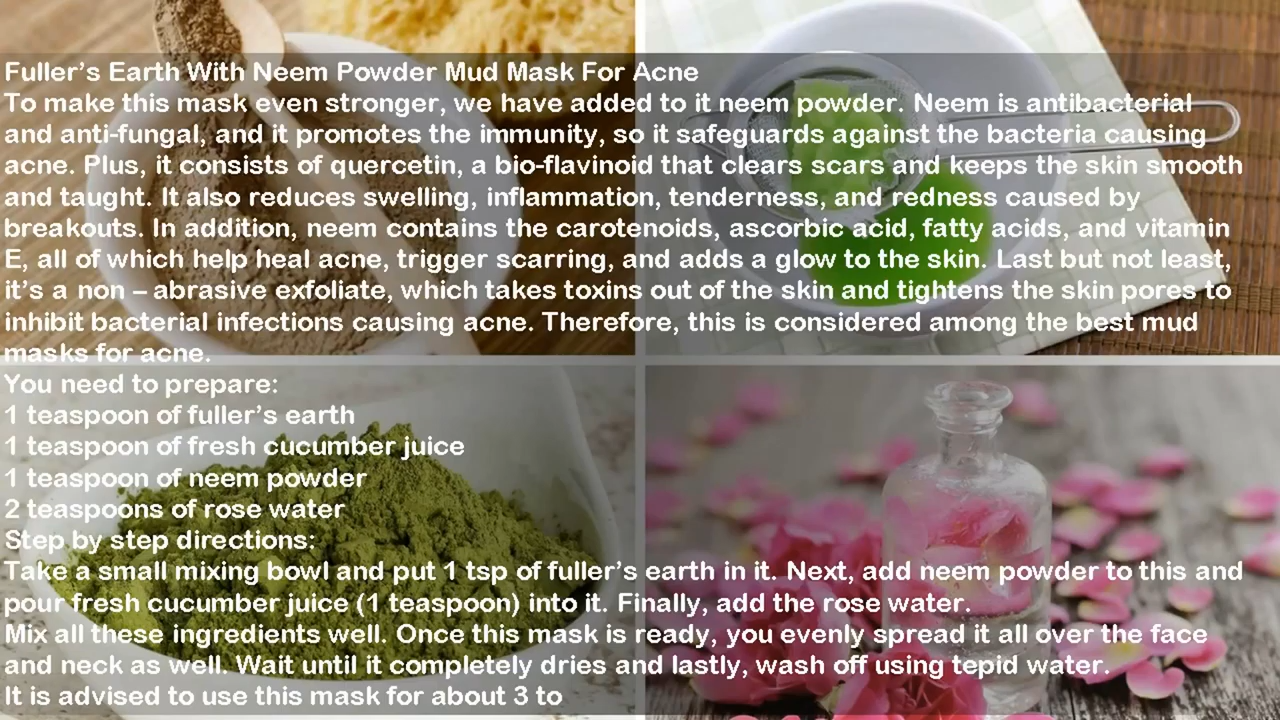 Fuller's Earth With Neem Powder Mud Mask For Acne
To make this mask even stronger, we have added to it neem powder. Neem is antibacterial
and anti-fungal, and it promotes the immunity, so it safeguards against the bacteria causing
acne. Plus, it consists of quercetin, a bio-flavinoid that clears scars and keeps the skin smooth
and taught. It also reduces swelling, inflammation, tenderness, and redness caused by
breakouts. In addition, neem contains the carotenoids, ascorbic acid, fatty acids, and vitamin
E, all of which help heal acne, trigger scarring, and adds a glow to the skin. Last but not least,
it's a non – abrasive exfoliate, which takes toxins out of the skin and tightens the skin pores to
inhibit bacterial infections causing acne. Therefore, this is considered among the best mud
masks for acne.
You need to prepare:
1 teaspoon of fuller's earth
1 teaspoon of fresh cucumber juice
1 teaspoon of neem powder
2 teaspoons of rose water
Step by step directions:
Take a small mixing bowl and put 1 tsp of fuller's earth in it. Next, add neem powder to this and
pour fresh cucumber juice (1 teaspoon) into it. Finally, add the rose water.
Mix all these ingredients well. Once this mask is ready, you evenly spread it all over the face
and neck as well. Wait until it completely dries and lastly, wash off using tepid water.
It is advised to use this mask for about 3 to